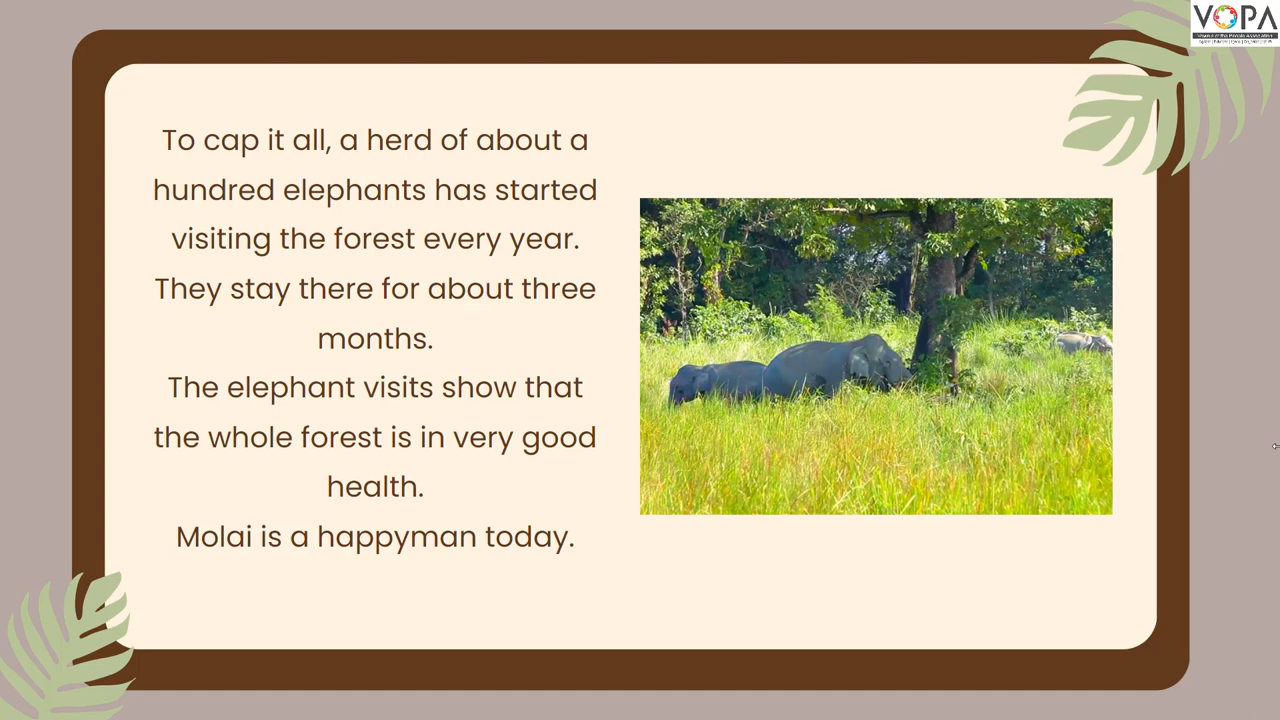 VOPA
To cap it all, a herd of about a
hundred elephants has started
visiting the forest every year.
They stay there for about three
months.
The elephant visits show that
the whole forest is in very good
health.
Molai is a happyman today.